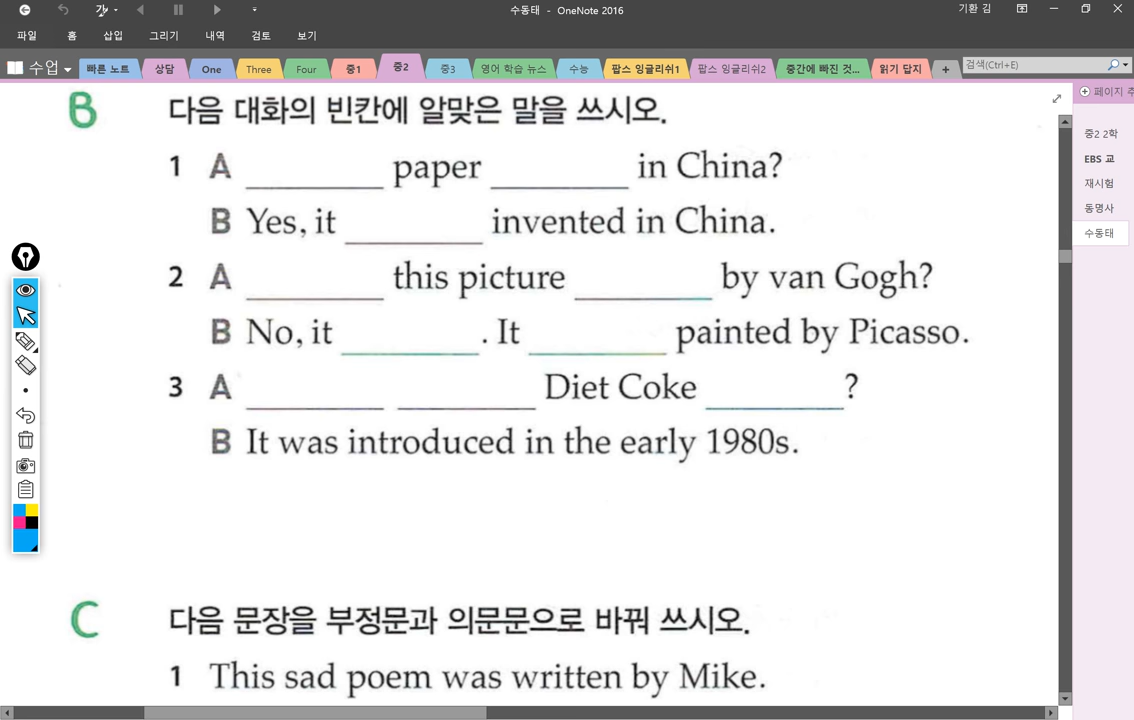 수동태 - OneNote 2016
기환 김
파일 홈 삽입 그리기 내역 검토 보기
수업 빠른 노트 상담 One Three Four 중1 중2 중3 영어 학습 뉴스 수능 팝스 잉글리쉬1 팝스 잉글리쉬2 중간에 빠진 것... 읽기 답지 + 검색(Ctrl+E)
페이지 추
중2 2학
EBS 교
재시험
동명사
수동태
B 다음 대화의 빈칸에 알맞은 말을 쓰시오.
1 A ________ paper ________ in China?
B Yes, it ________ invented in China.
2 A ________ this picture ________ by van Gogh?
B No, it ________. It ________ painted by Picasso.
3 A ________ ________ Diet Coke ________?
B It was introduced in the early 1980s.
C 다음 문장을 부정문과 의문문으로 바꿔 쓰시오.
1 This sad poem was written by Mike.